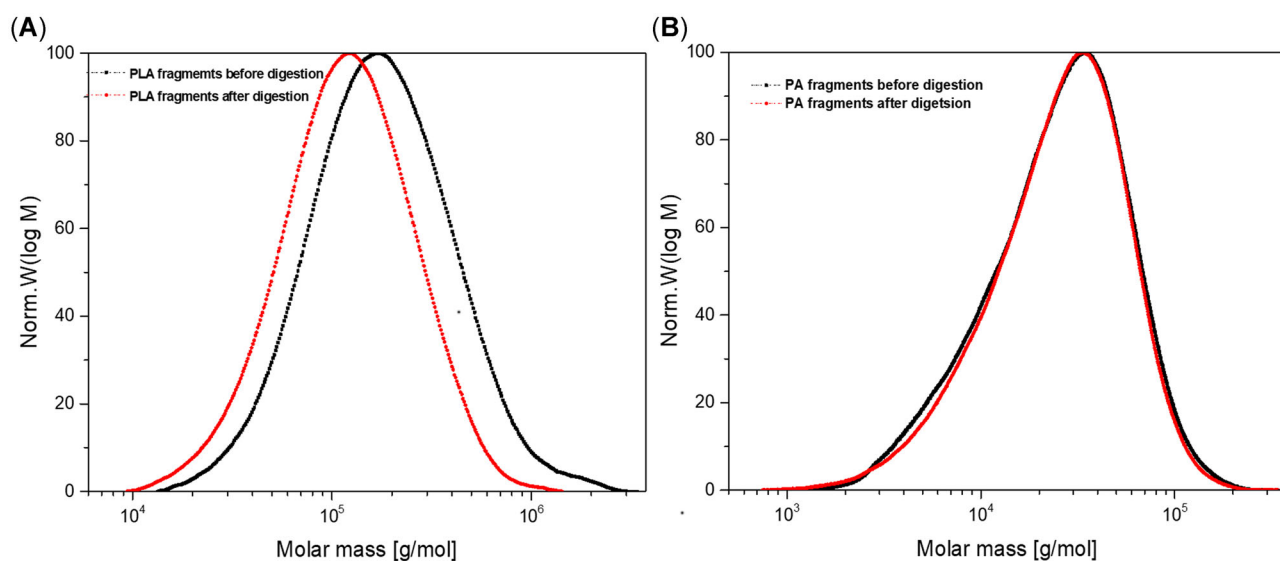 (A)
100
PLA fragmemts before digestion
PLA fragments after digestion
80
60
40
20
0
Norm.W(log M)
10⁴
10⁵
10⁶
Molar mass [g/mol]
(B)
100
PA fragments before digestion
PA fragments after digetsion
80
60
40
20
0
Norm.W(log M)
10³
10⁴
10⁵
Molar mass [g/mol]